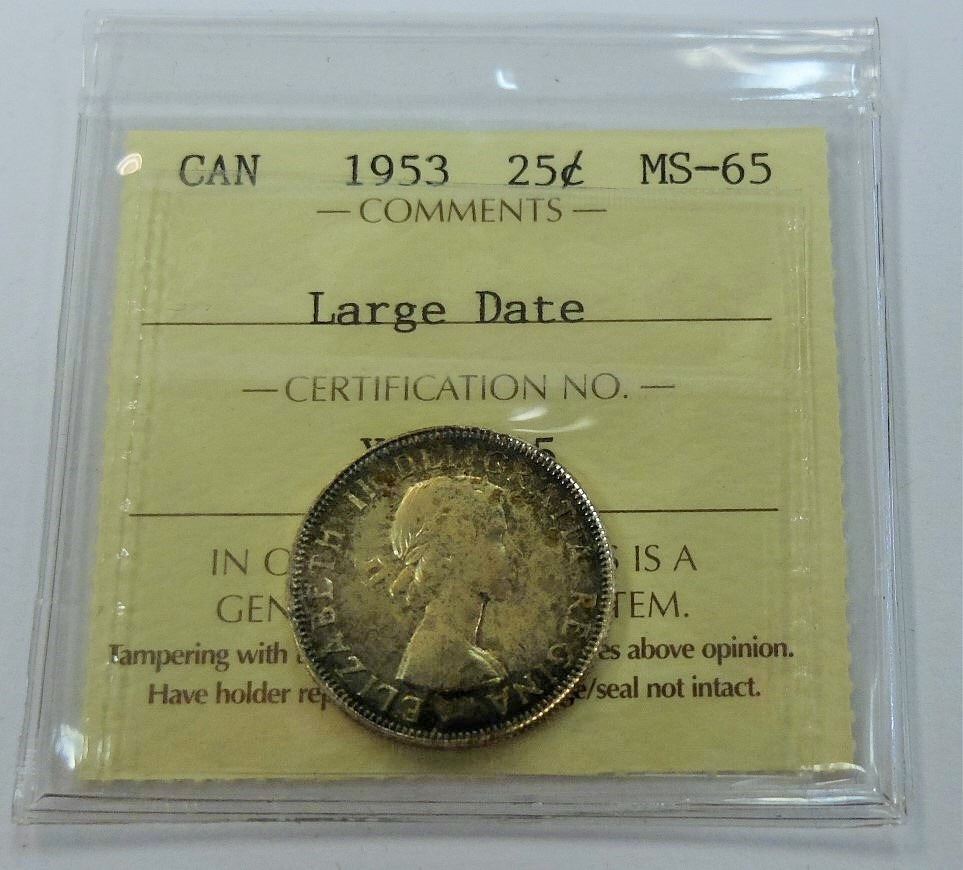 CAN 1953 25¢ MS-65
— COMMENTS —
Large Date
— CERTIFICATION NO. —
5
IN IS A
GEN TEM.
Tampering with es above opinion.
Have holder rep e/seal not intact.
ELIZABETH II DEI GRATIA REGINA